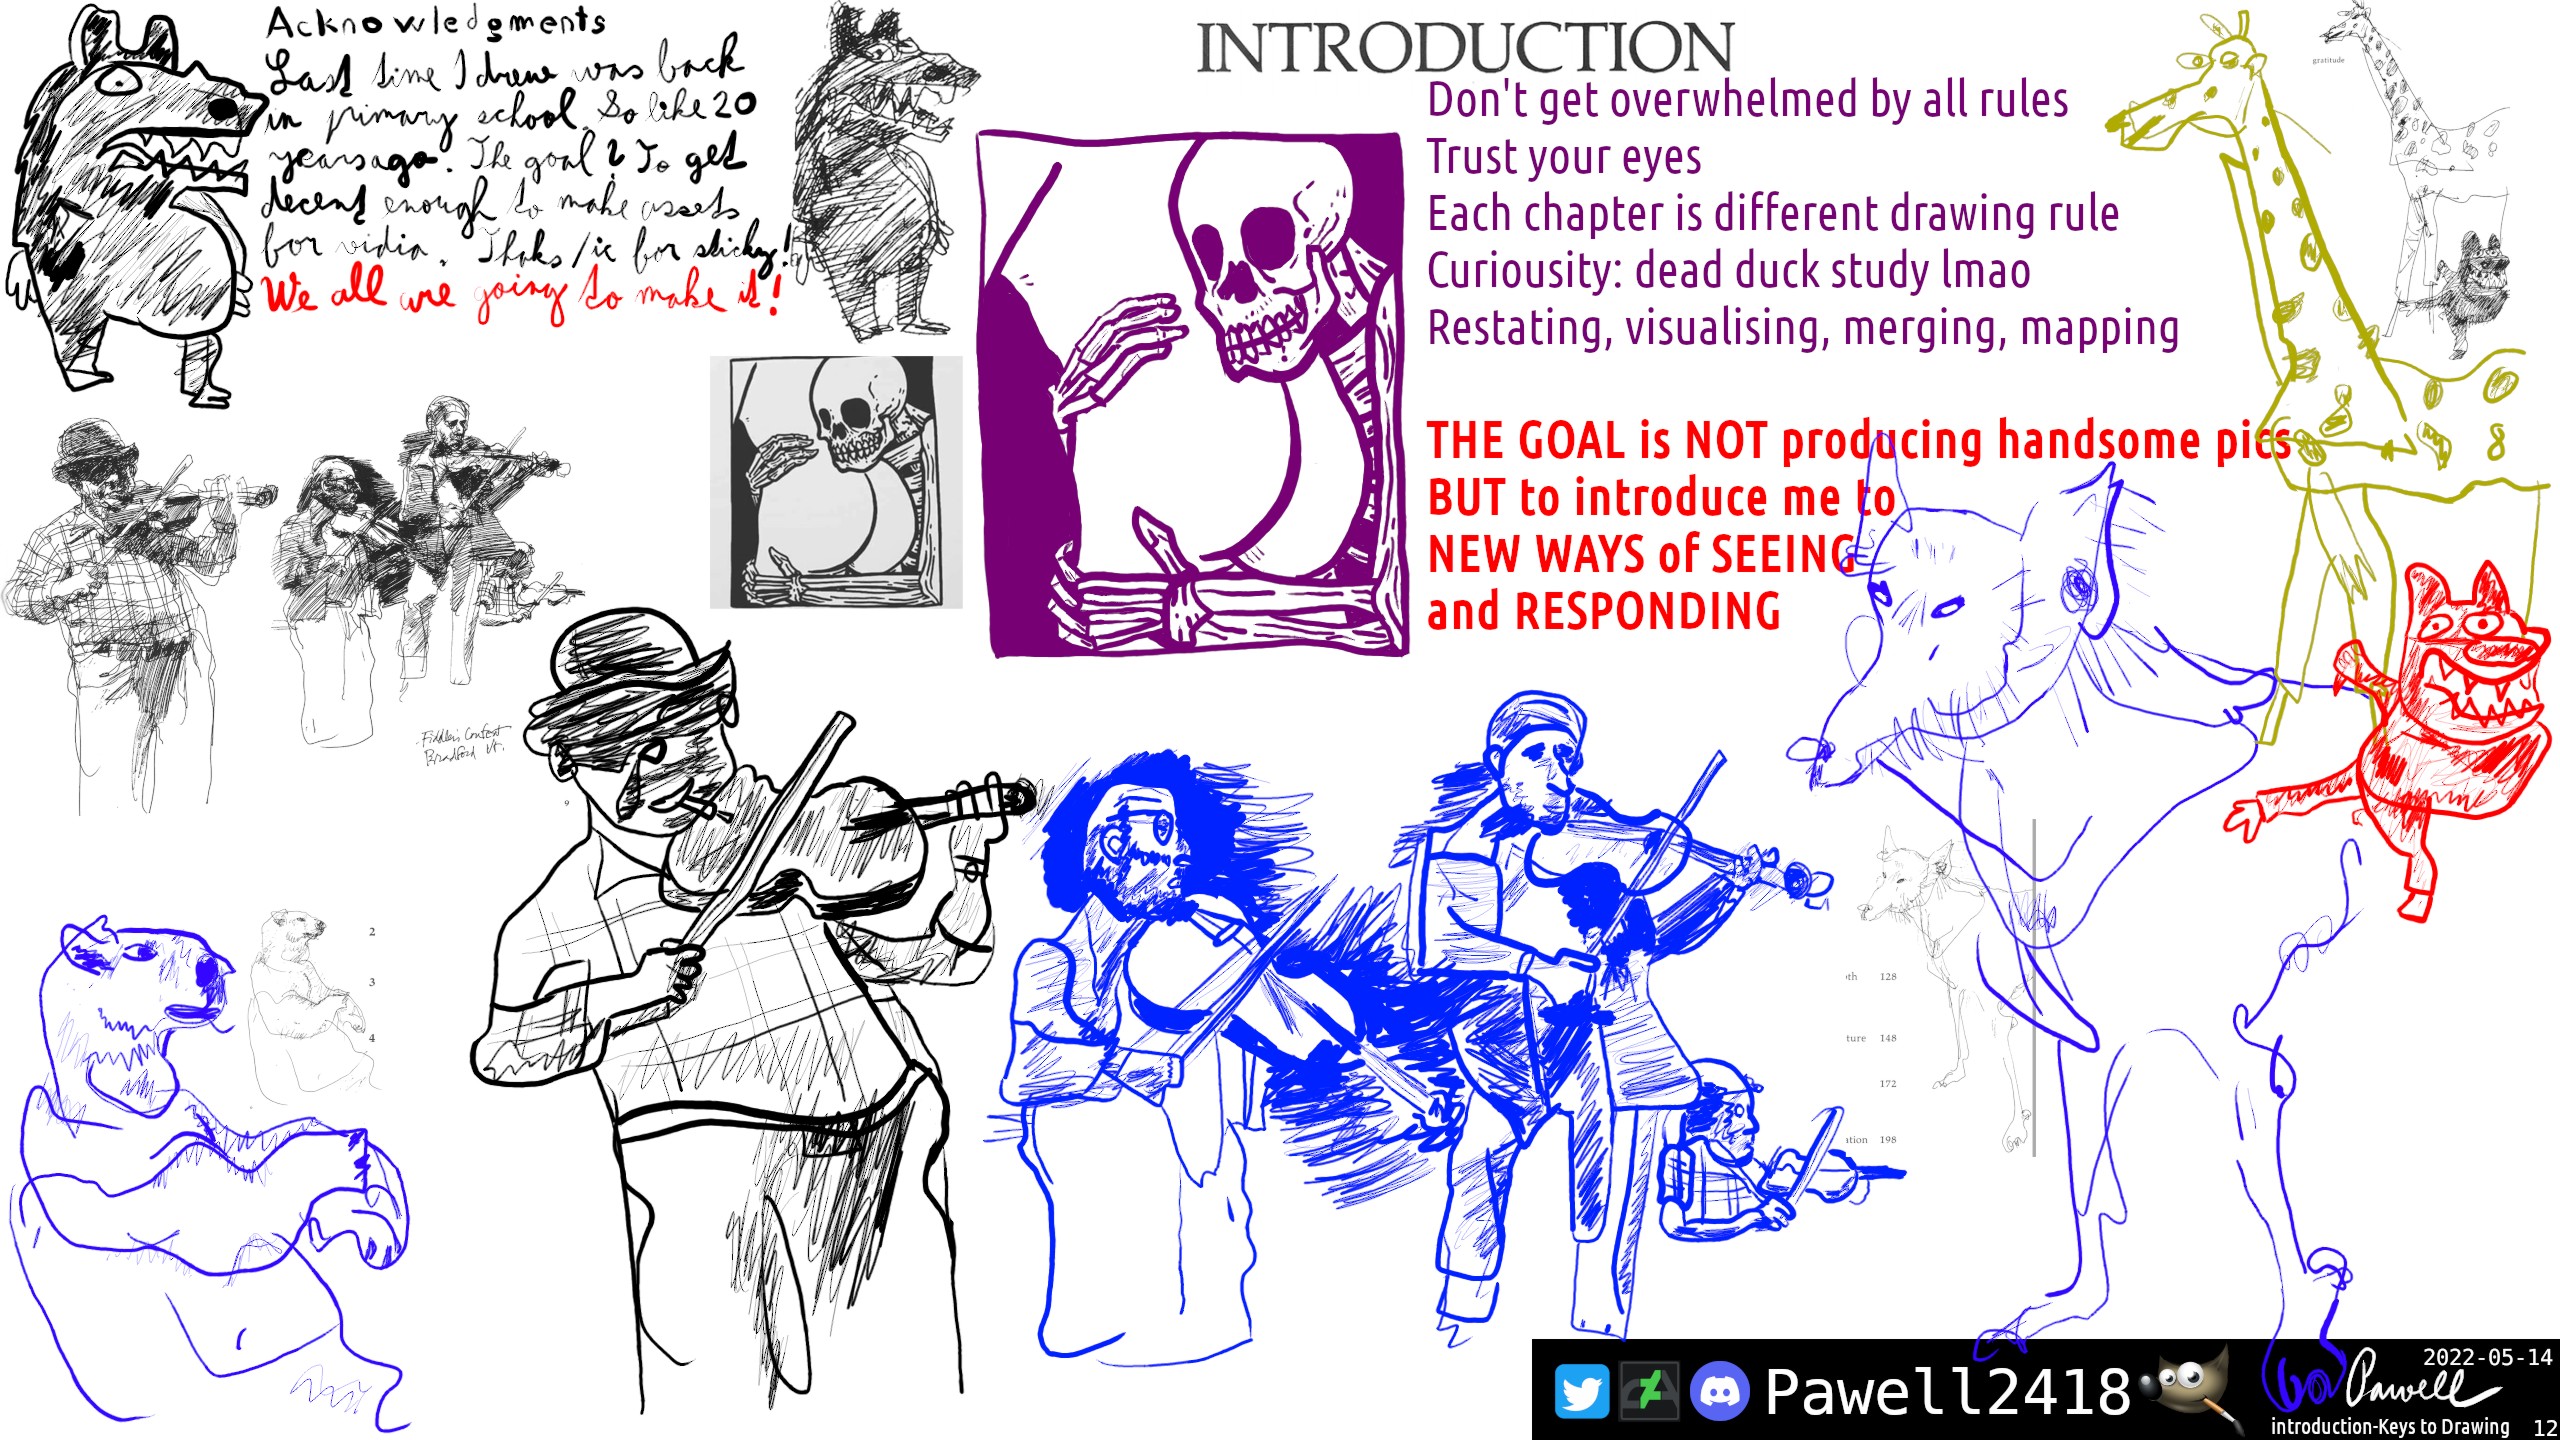 Acknowledgments
Last time I drew was back
in primary school. So like 20
years ago. The goal? To get
decent enough to make assets
for vidia. Thaks /ic for sticky!
We all are going to make it!
INTRODUCTION
Don't get overwhelmed by all rules
Trust your eyes
Each chapter is different drawing rule
Curiousity: dead duck study lmao
Restating, visualising, merging, mapping
THE GOAL is NOT producing handsome pics
BUT to introduce me to
NEW WAYS of SEEING
and RESPONDING
gratitude
8
Fiddlers Contest
Bradford Vt.
2
3
4
th 128
ture 148
172
ation 198
Pawell2418
2022-05-14
Pawell
introduction-Keys to Drawing 12